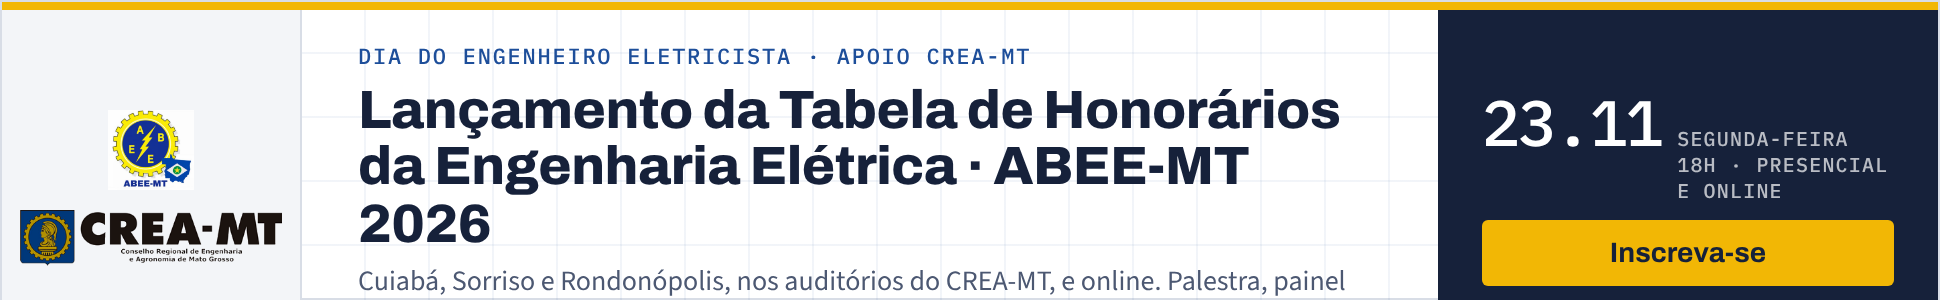 A B
E E
ABEE-MT
CREA-MT
Conselho Regional de Engenharia
e Agronomia de Mato Grosso
DIA DO ENGENHEIRO ELETRICISTA · APOIO CREA-MT
Lançamento da Tabela de Honorários
da Engenharia Elétrica · ABEE-MT
2026
Cuiabá, Sorriso e Rondonópolis, nos auditórios do CREA-MT, e online. Palestra, painel
23.11
SEGUNDA-FEIRA
18H · PRESENCIAL
E ONLINE
Inscreva-se